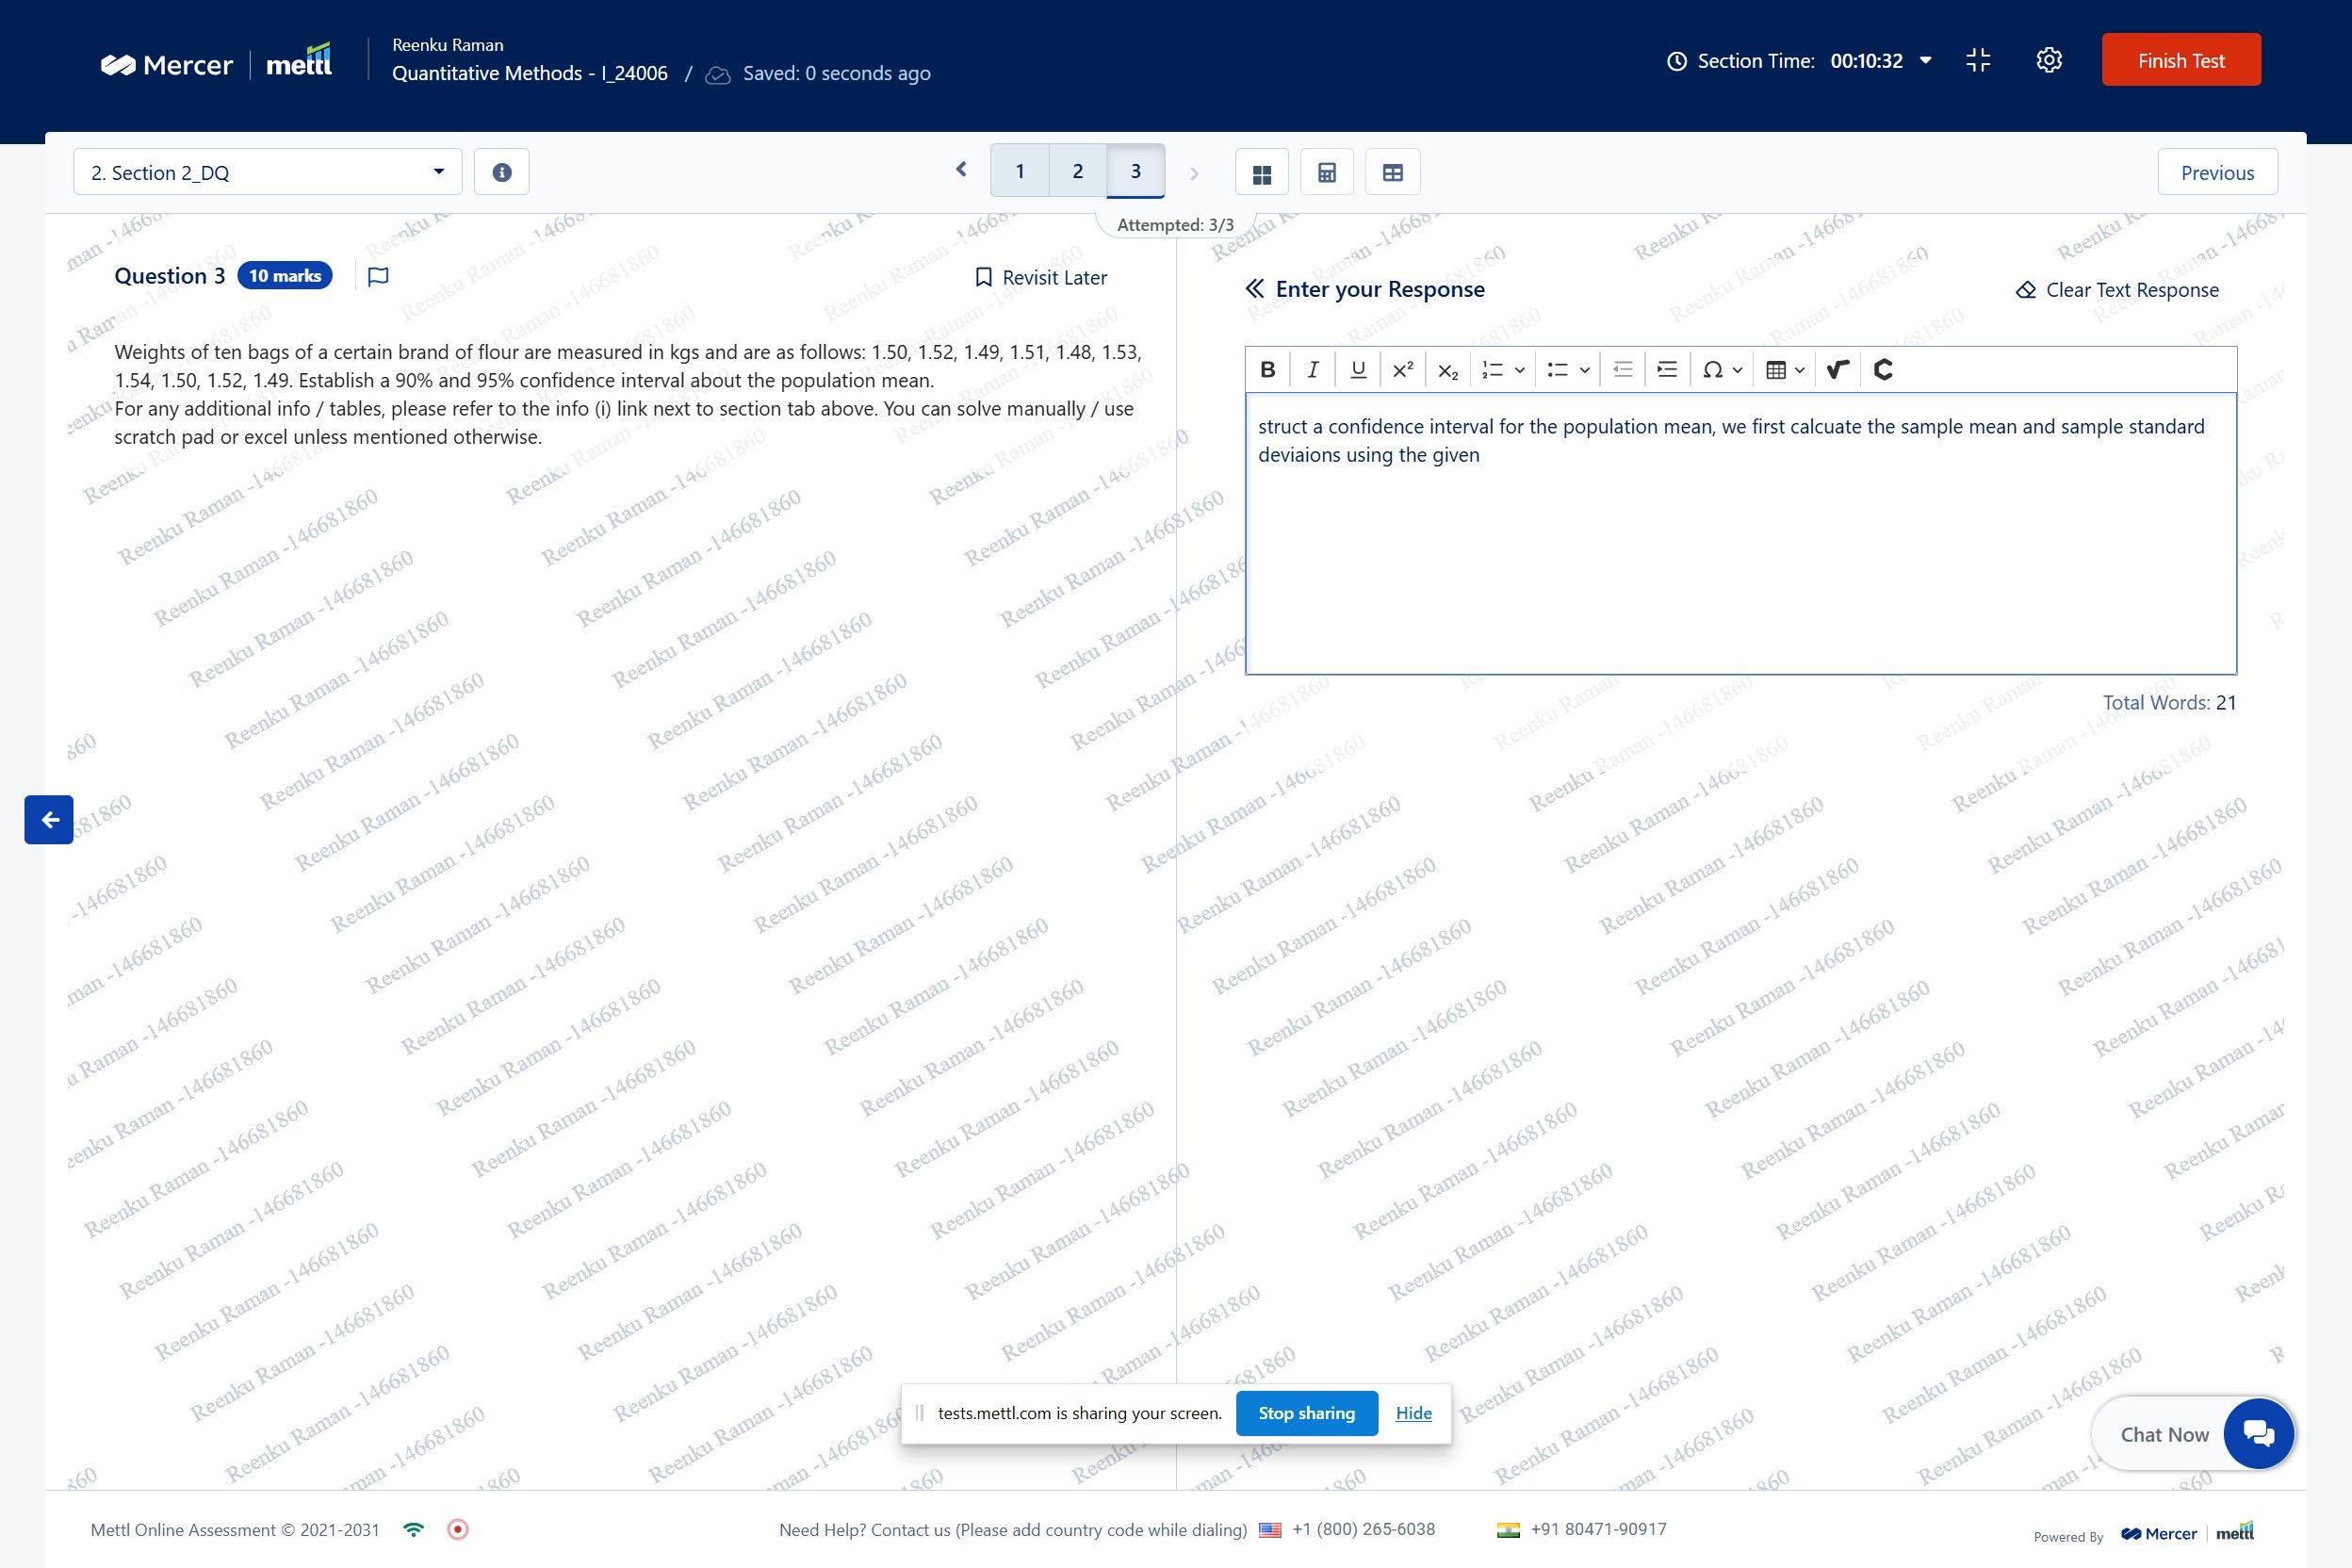 Mercer | mettl
Reenku Raman
Quantitative Methods - I_24006 / Saved: 0 seconds ago
Section Time: 00:10:32
Finish Test
2. Section 2_DQ
1 2 3
Previous
Attempted: 3/3
Question 3 10 marks
Revisit Later
Weights of ten bags of a certain brand of flour are measured in kgs and are as follows: 1.50, 1.52, 1.49, 1.51, 1.48, 1.53,
1.54, 1.50, 1.52, 1.49. Establish a 90% and 95% confidence interval about the population mean.
For any additional info / tables, please refer to the info (i) link next to section tab above. You can solve manually / use
scratch pad or excel unless mentioned otherwise.
Enter your Response
Clear Text Response
struct a confidence interval for the population mean, we first calcuate the sample mean and sample standard
deviaions using the given
Total Words: 21
Reenku Raman -146681860
tests.mettl.com is sharing your screen. Stop sharing Hide
Chat Now
Mettl Online Assessment © 2021-2031
Need Help? Contact us (Please add country code while dialing) +1 (800) 265-6038 +91 80471-90917
Powered By Mercer | mettl